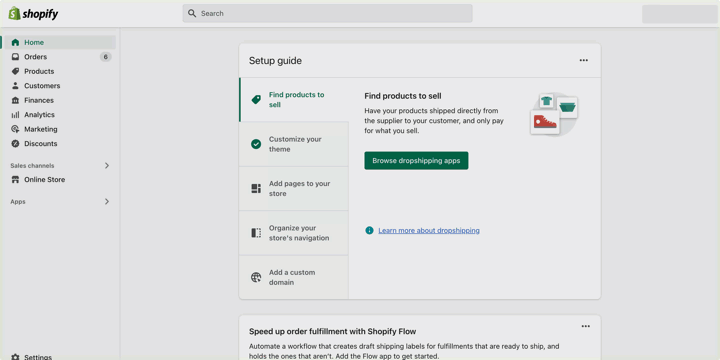 shopify
Search
Home
Orders 6
Products
Customers
Finances
Analytics
Marketing
Discounts
Sales channels
Online Store
Apps
Settings
Setup guide
Find products to
sell
Customize your
theme
Add pages to your
store
Organize your
store's navigation
Add a custom
domain
Find products to sell
Have your products shipped directly from
the supplier to your customer, and only pay
for what you sell.
Browse dropshipping apps
Learn more about dropshipping
Speed up order fulfillment with Shopify Flow
Automate a workflow that creates draft shipping labels for fulfillments that are ready to ship, and
holds the ones that aren't. Add the Flow app to get started.